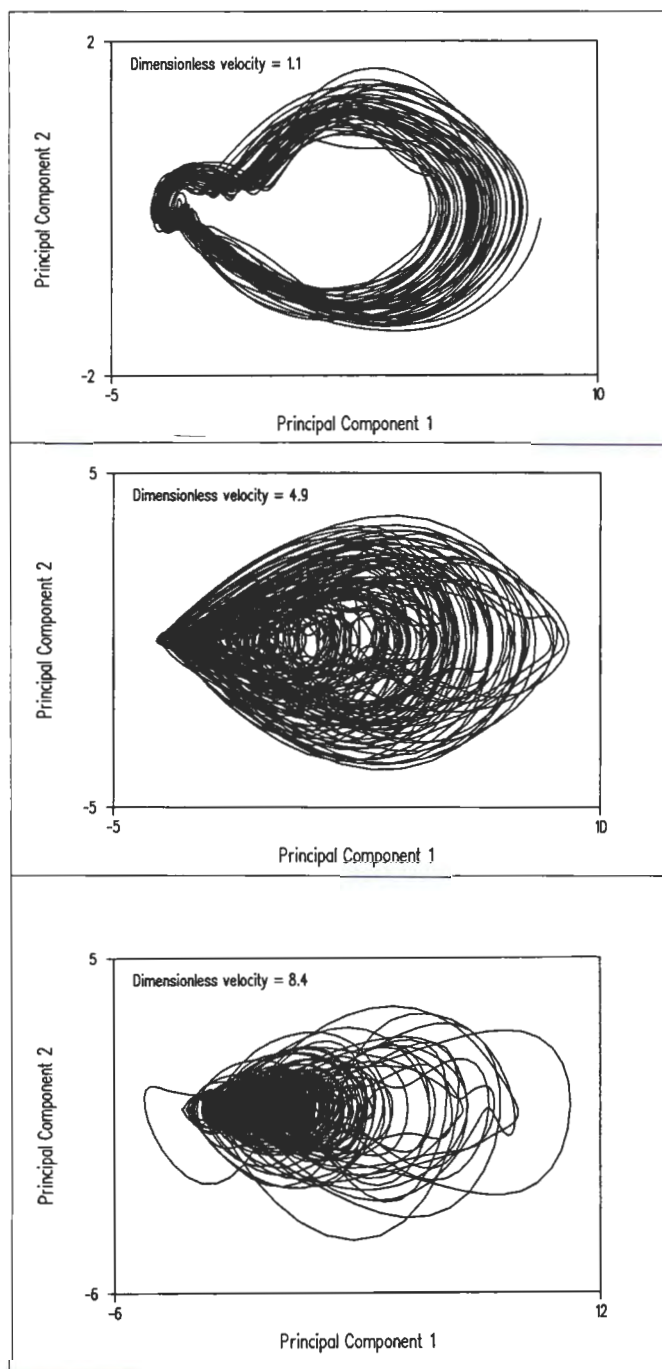 2
Dimensionless velocity = 1.1
Principal Component 2
-2
-5
10
Principal Component 1
5
Dimensionless velocity = 4.9
Principal Component 2
-5
-5
10
Principal Component 1
5
Dimensionless velocity = 8.4
Principal Component 2
-6
-6
12
Principal Component 1